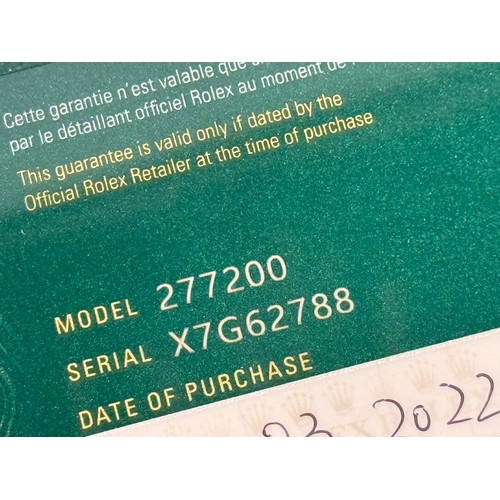 Cette garantie n'est valable que
par le détaillant officiel Rolex au moment de
This guarantee is valid only if dated by the
Official Rolex Retailer at the time of purchase
MODEL 277200
SERIAL X7G62788
DATE OF PURCHASE
03 2022